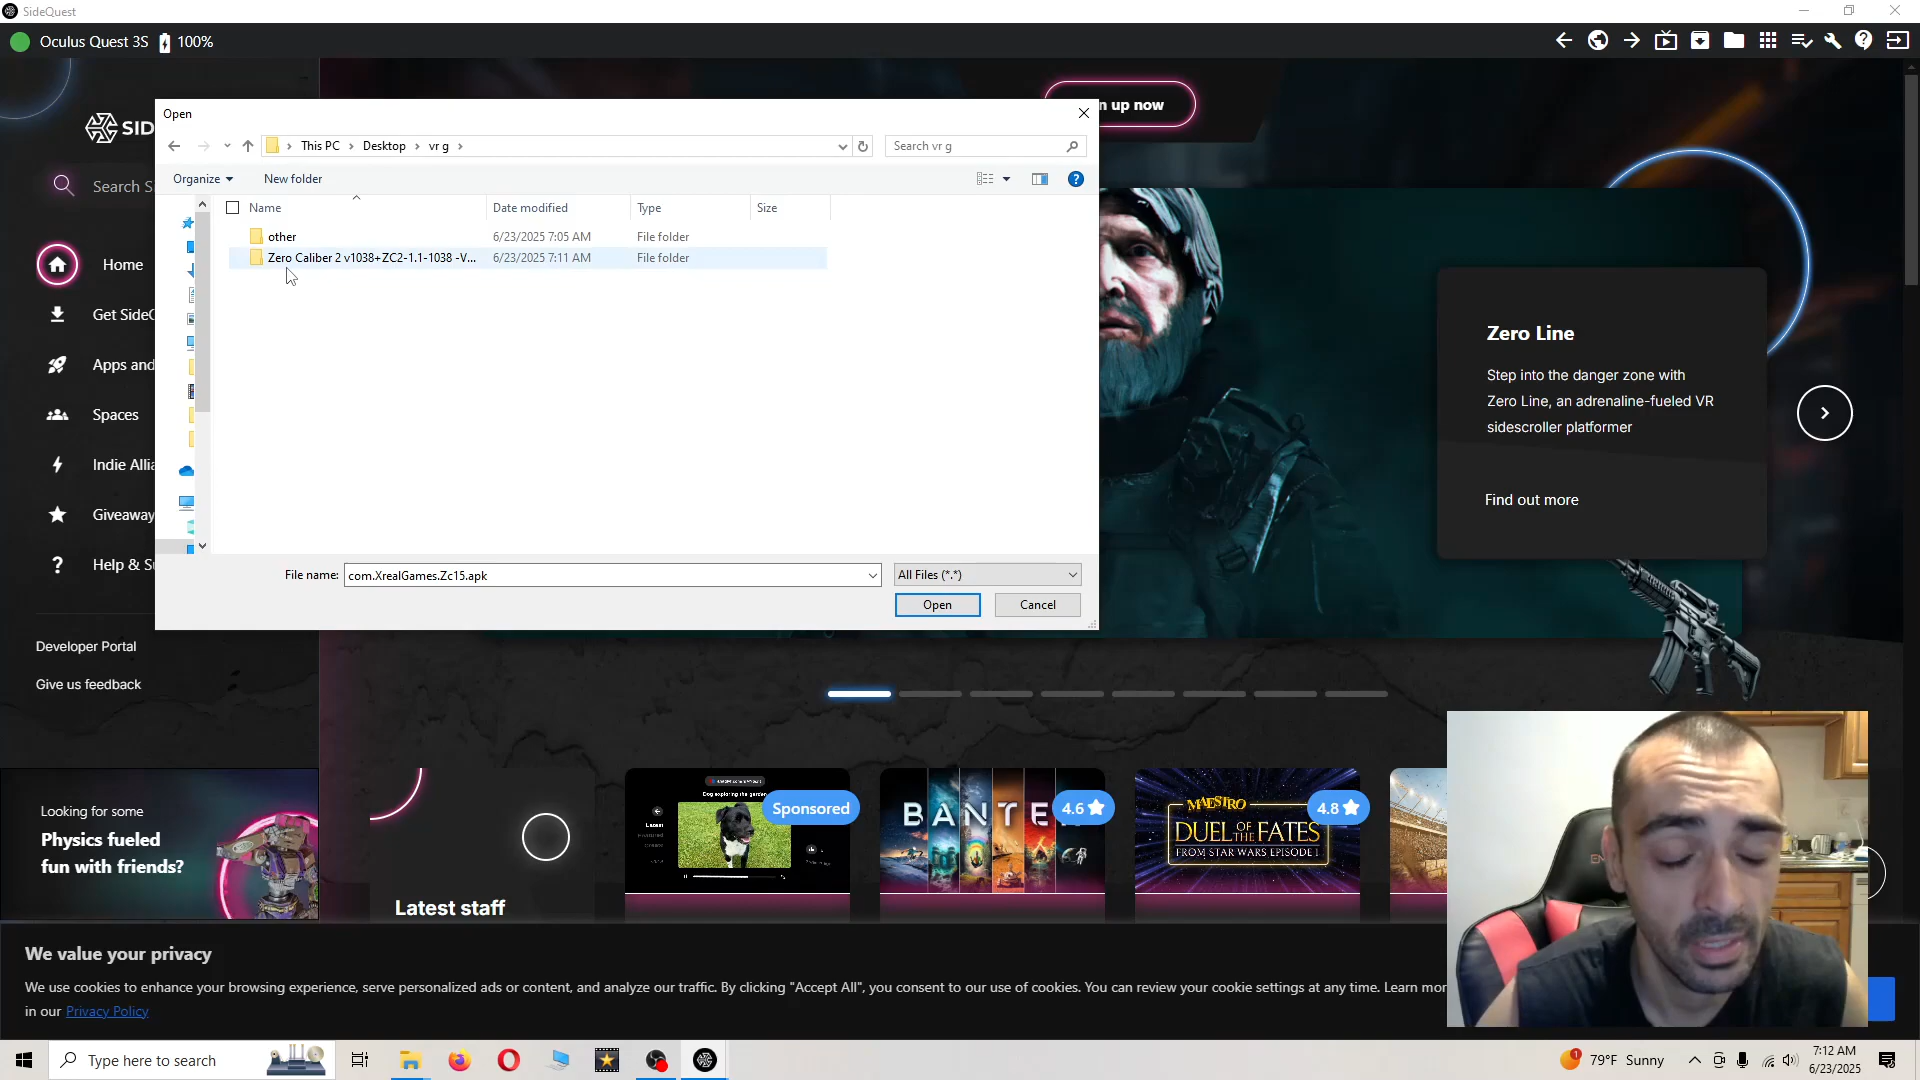 SideQuest
Oculus Quest 3S 100%
Open
This PC > Desktop > vr g >
Search vr g
Organize
New folder
Name
Date modified
Type
Size
other
6/23/2025 7:05 AM
File folder
Zero Caliber 2 v1038+ZC2-1.1-1038 -V...
6/23/2025 7:11 AM
File folder
File name: com.XrealGames.Zc15.apk
All Files (*.*)
Open
Cancel
n up now
SID
Search S
Home
Get Side
Apps and
Spaces
Indie Allia
Giveaway
Help & Su
Developer Portal
Give us feedback
Zero Line
Step into the danger zone with
Zero Line, an adrenaline-fueled VR
sidescroller platformer
Find out more
Looking for some
Physics fueled
fun with friends?
Latest staff
Dog exploring the garden
Latest
Sponsored
BANTE
4.6
MAESTRO
DUEL OF THE FATES
FROM STAR WARS EPISODE I
4.8
We value your privacy
We use cookies to enhance your browsing experience, serve personalized ads or content, and analyze our traffic. By clicking "Accept All", you consent to our use of cookies. You can review your cookie settings at any time. Learn mor
in our Privacy Policy
Type here to search
1
79°F Sunny
7:12 AM
6/23/2025